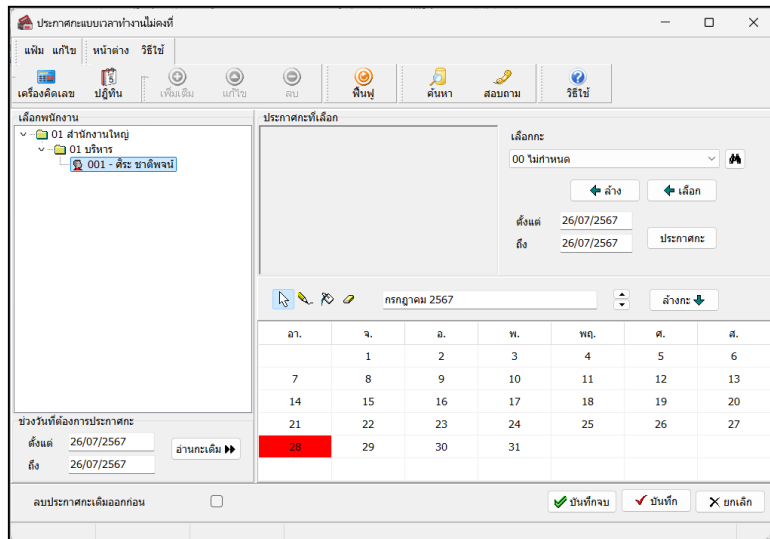 ประกาศกะแบบเวลาทำงานไม่คงที่
แฟ้ม แก้ไข หน้าต่าง วิธีใช้
เครื่องคิดเลข ปฎิทิน เพิ่มเติม แก้ไข ลบ ฟื้นฟู ค้นหา สอบถาม วิธีใช้
เลือกพนักงาน
01 สำนักงานใหญ่
01 บริหาร
001 - ศิระ ชาติพจน์
ช่วงวันที่ต้องการประกาศกะ
ตั้งแต่ 26/07/2567
ถึง 26/07/2567
อ่านกะเดิม
ประกาศกะที่เลือก
เลือกกะ
00 ไม่กำหนด
ล้าง เลือก
ตั้งแต่ 26/07/2567
ถึง 26/07/2567
ประกาศกะ
กรกฎาคม 2567 ล้างกะ
อา. จ. อ. พ. พฤ. ศ. ส.
1 2 3 4 5 6
7 8 9 10 11 12 13
14 15 16 17 18 19 20
21 22 23 24 25 26 27
28 29 30 31
ลบประกาศกะเดิมออกก่อน
บันทึกจบ บันทึก ยกเลิก